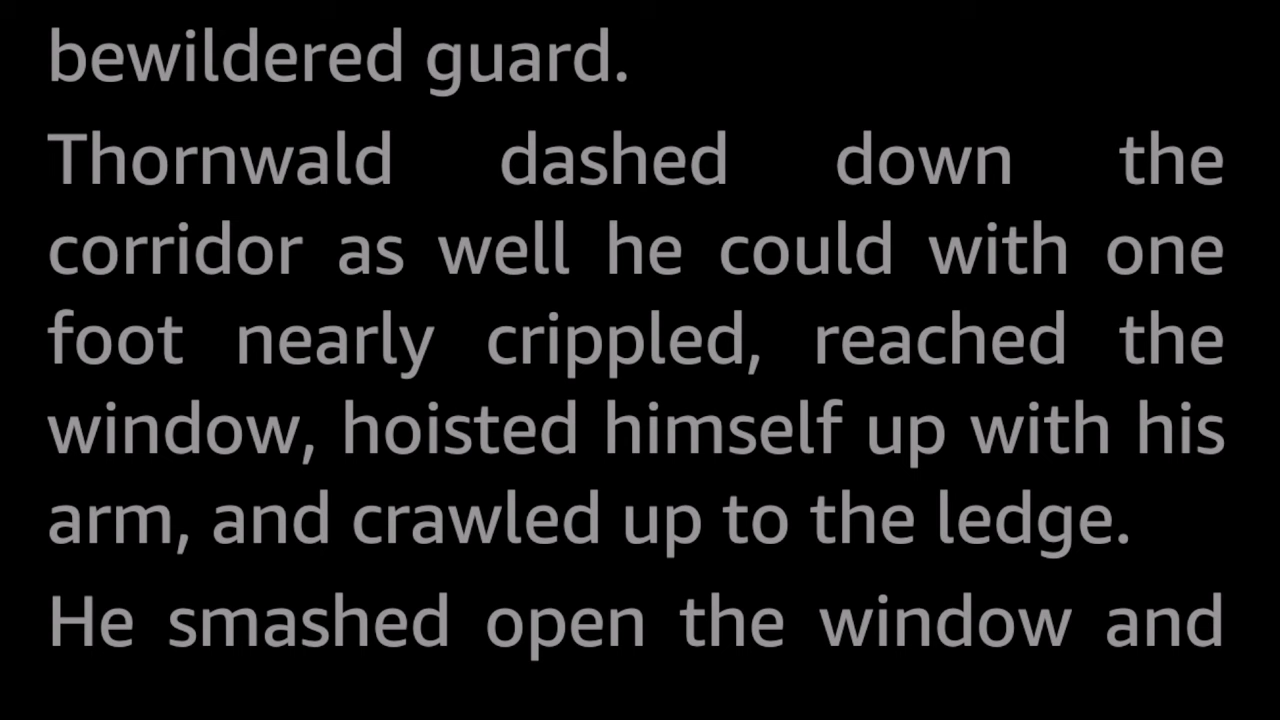 bewildered guard.
Thornwald dashed down the
corridor as well he could with one
foot nearly crippled, reached the
window, hoisted himself up with his
arm, and crawled up to the ledge.
He smashed open the window and